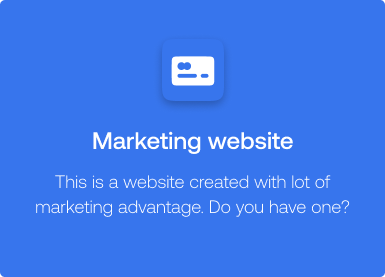 Marketing website
This is a website created with lot of
marketing advantage. Do you have one?